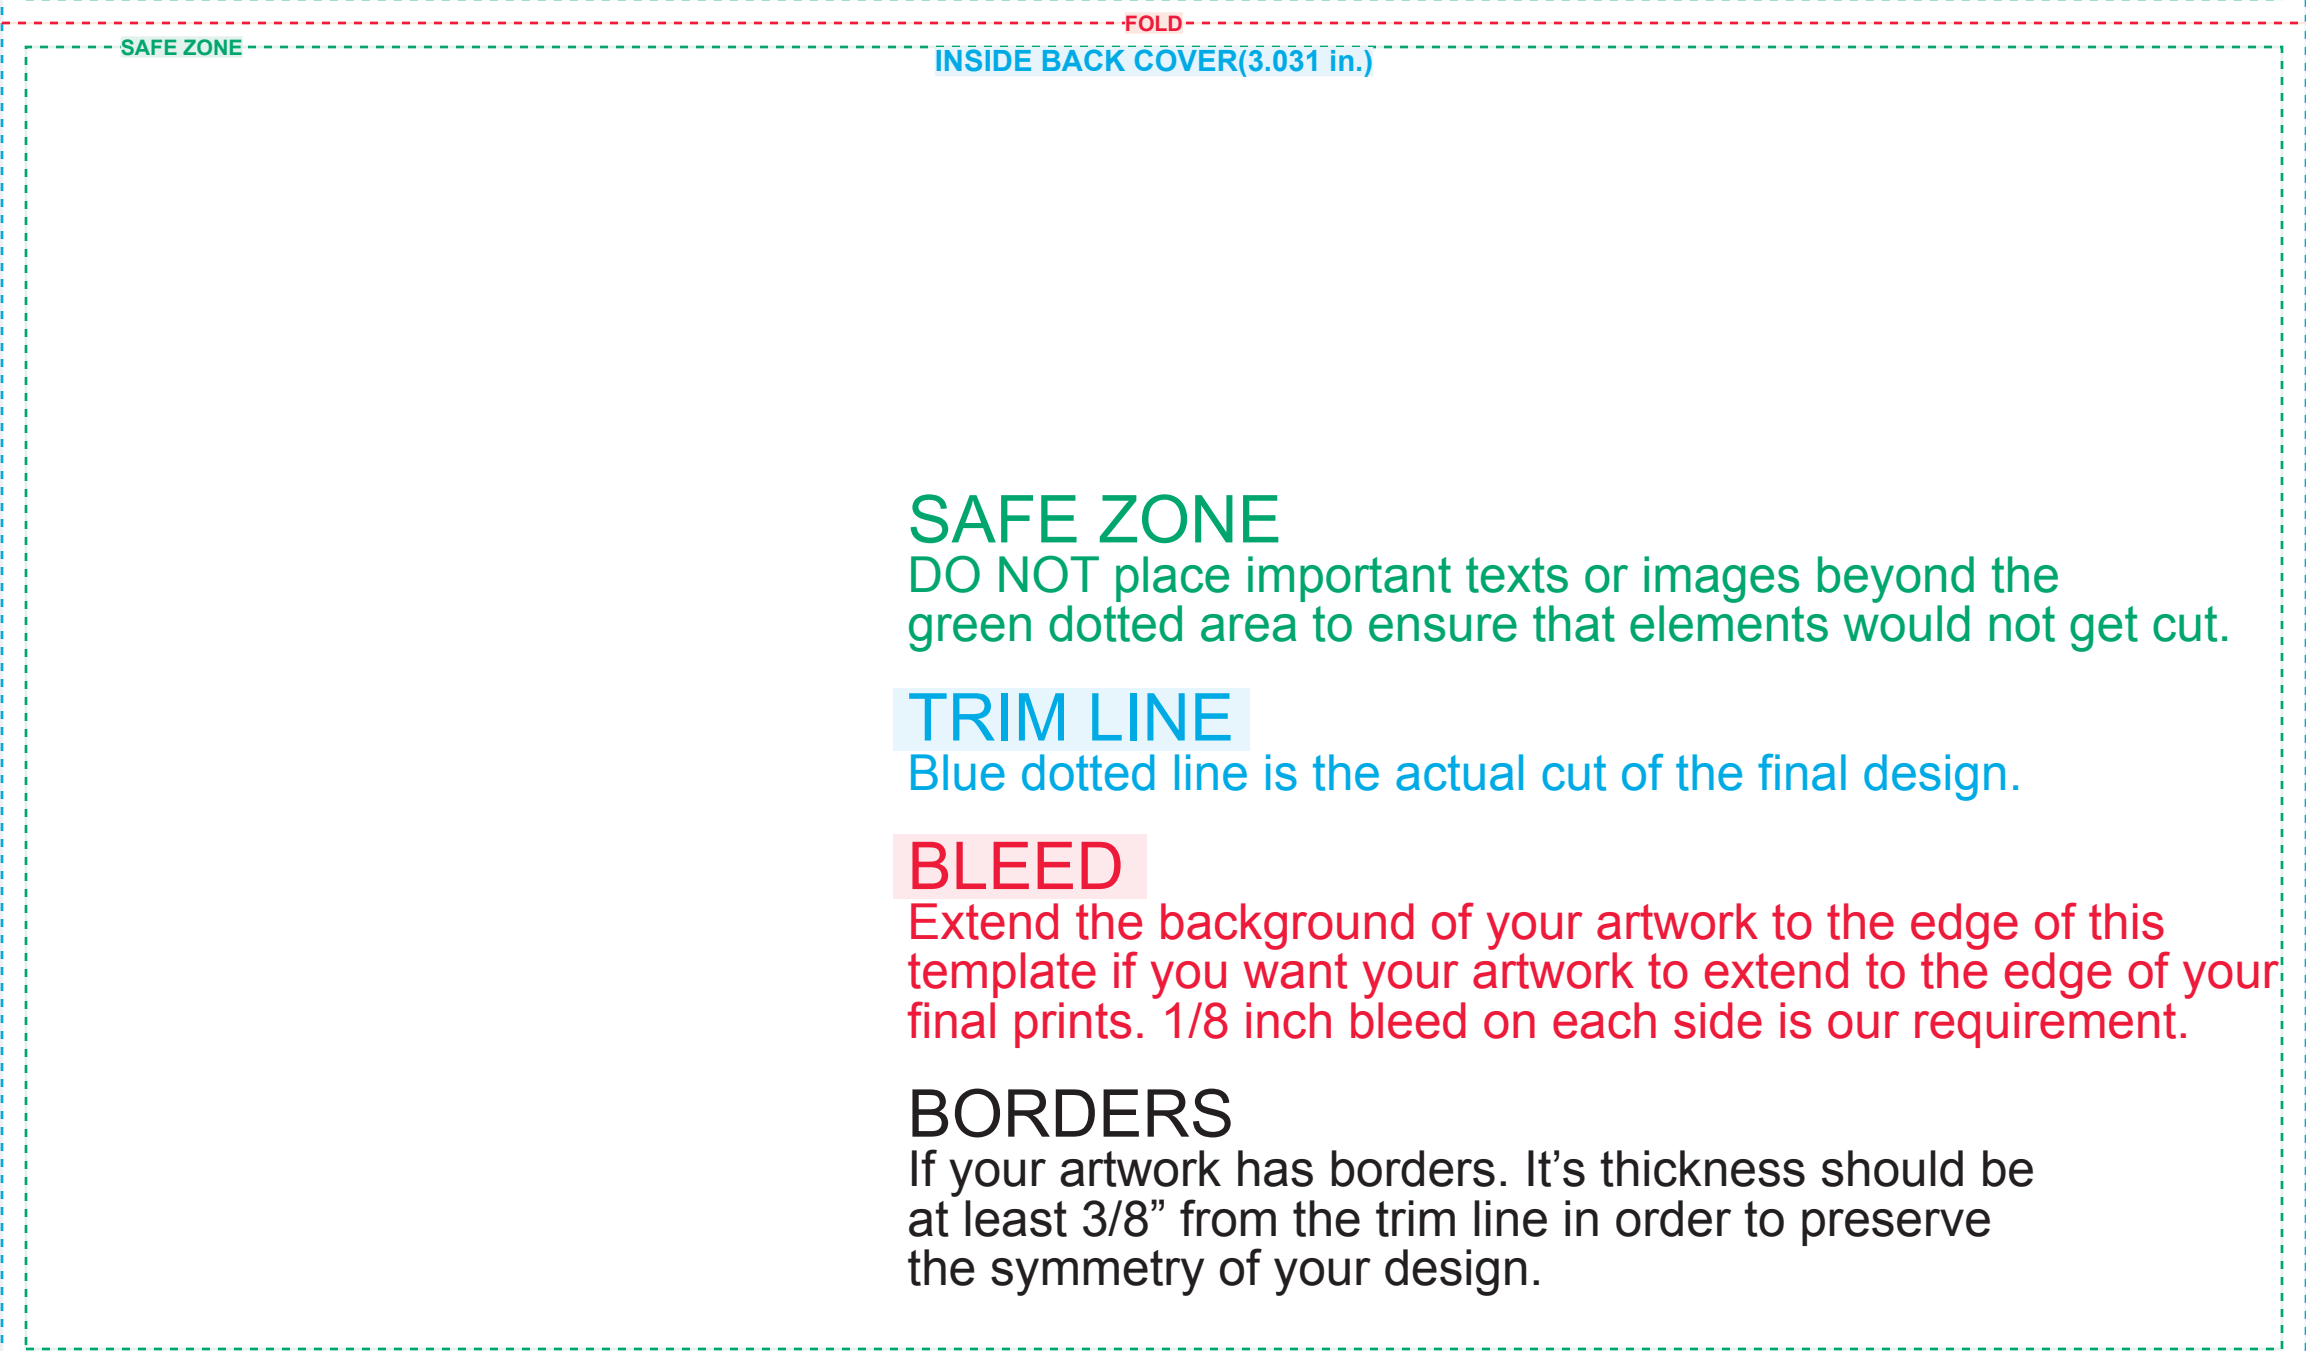 FOLD
SAFE ZONE
INSIDE BACK COVER(3.031 in.)
SAFE ZONE
DO NOT place important texts or images beyond the
green dotted area to ensure that elements would not get cut.
TRIM LINE
Blue dotted line is the actual cut of the final design.
BLEED
Extend the background of your artwork to the edge of this
template if you want your artwork to extend to the edge of your
final prints. 1/8 inch bleed on each side is our requirement.
BORDERS
If your artwork has borders. It’s thickness should be
at least 3/8” from the trim line in order to preserve
the symmetry of your design.